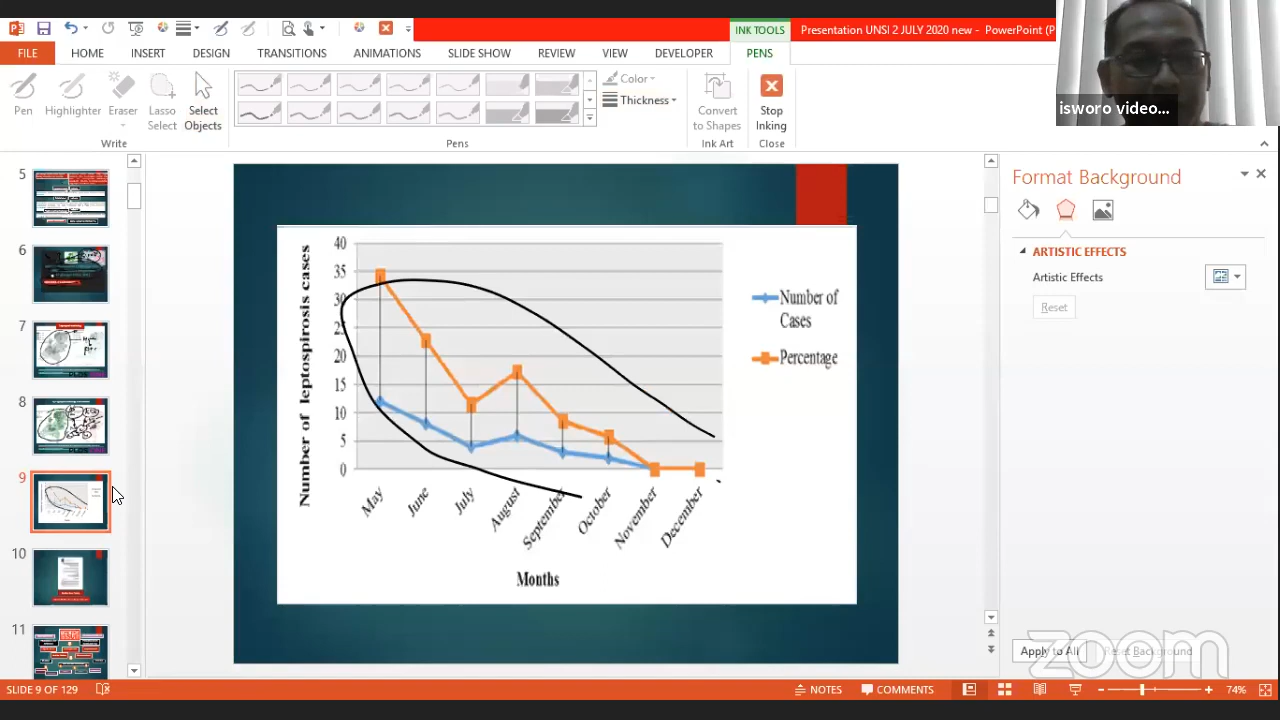 INK TOOLS
Presentation UNSI 2 JULY 2020 new - PowerPoint (P
FILE
HOME
INSERT
DESIGN
TRANSITIONS
ANIMATIONS
SLIDE SHOW
REVIEW
VIEW
DEVELOPER
PENS
isworo video...
Pen
Highlighter
Eraser
Lasso
Select
Select
Objects
Color
Thickness
Convert
to Shapes
Stop
Inking
Write
Pens
Ink Art
Close
5
6
7
8
9
10
11
Number of leptospirosis cases
40
35
30
25
20
15
10
5
0
May
June
July
August
September
October
November
December
Months
Number of
Cases
Percentage
Format Background
ARTISTIC EFFECTS
Artistic Effects
Reset
Apply to All
Reset Background
zoom
SLIDE 9 OF 129
NOTES
COMMENTS
74%